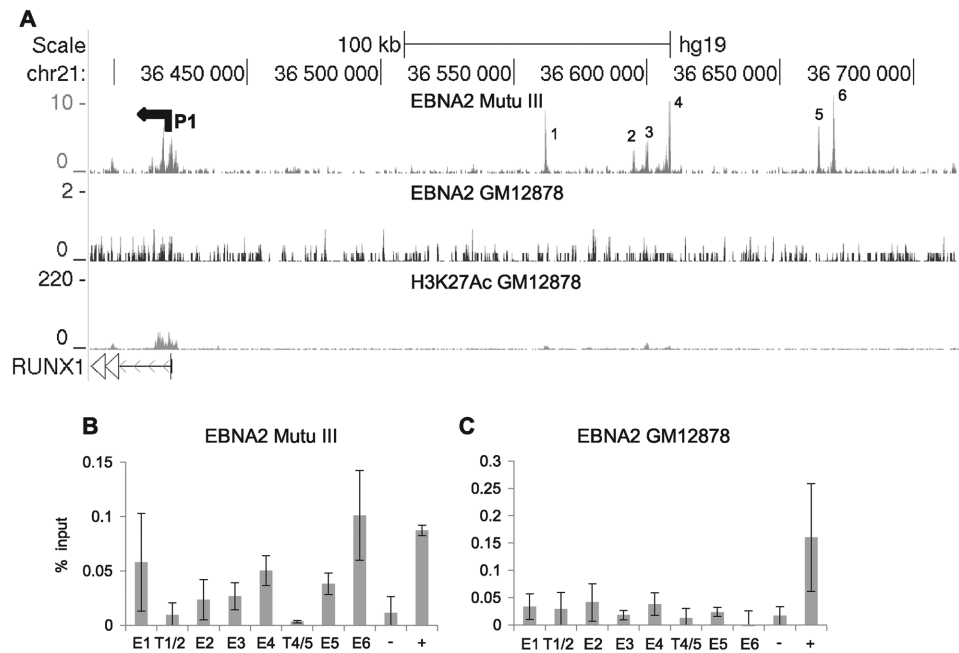 A
Scale 100 kb hg19
chr21: 36 450 000 36 500 000 36 550 000 36 600 000 36 650 000 36 700 000
10 - EBNA2 Mutu III
P1 1 2 3 4 5 6
0
2 - EBNA2 GM12878
0
220 - H3K27Ac GM12878
0
RUNX1
B EBNA2 Mutu III
% input
0.15
0.1
0.05
0
E1 T1/2 E2 E3 E4 T4/5 E5 E6 - +
C EBNA2 GM12878
0.3
0.25
0.2
0.15
0.1
0.05
0
E1 T1/2 E2 E3 E4 T4/5 E5 E6 - +